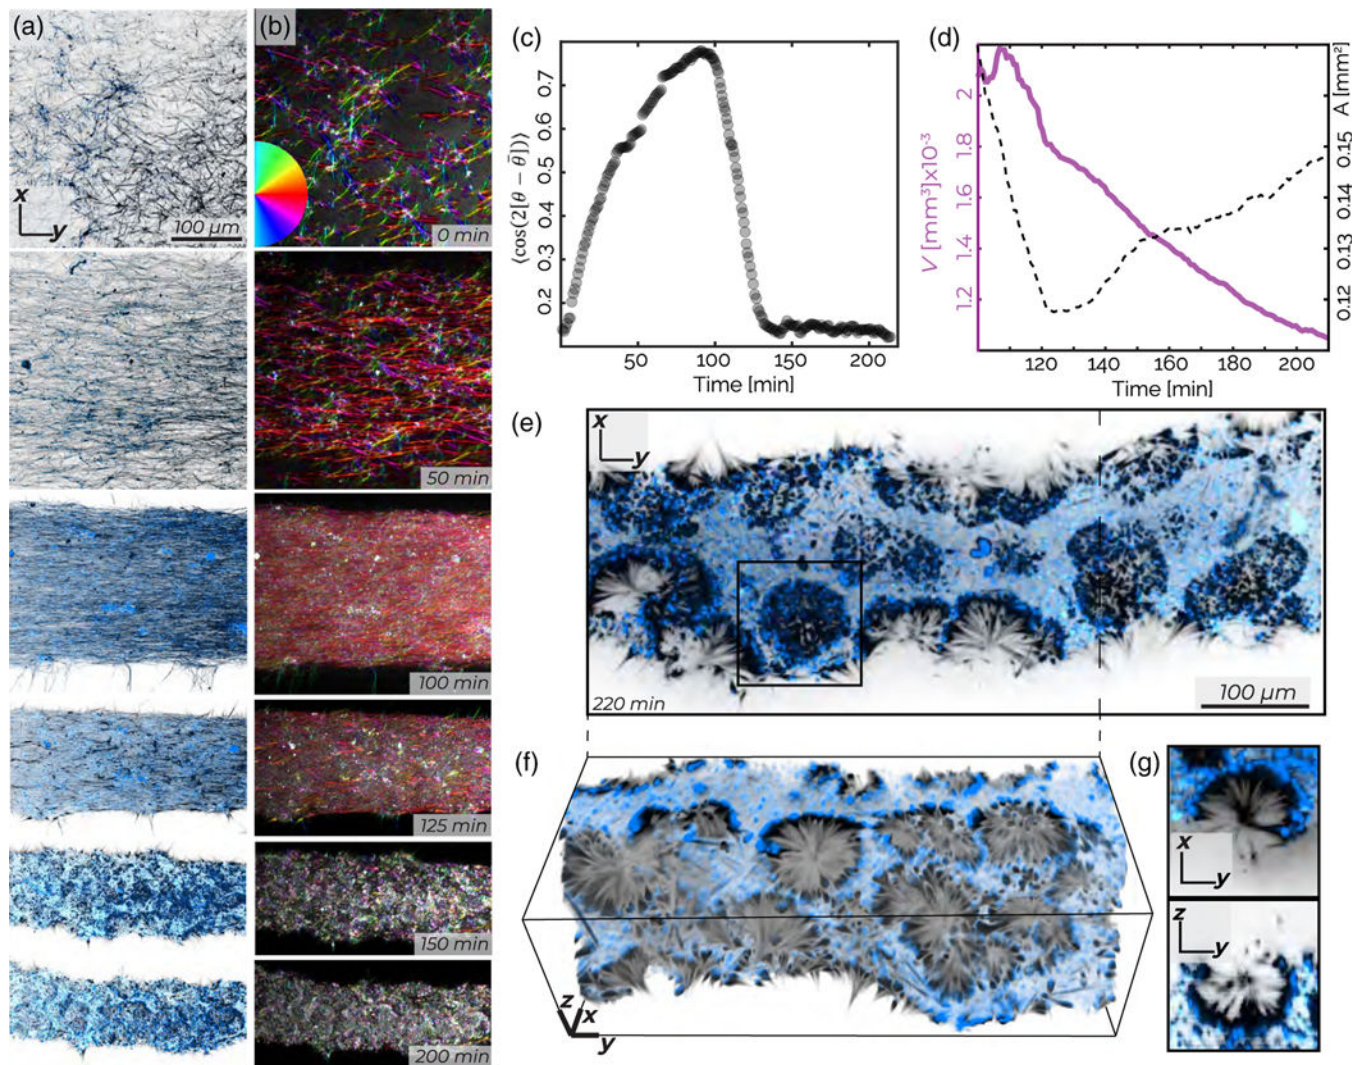 (a)
x
y
100 µm
(b)
0 min
50 min
100 min
125 min
150 min
200 min
(c)
⟨cos(2[θ − θ̄])⟩
0.7
0.6
0.5
0.4
0.3
0.2
50 100 150 200
Time [min]
(d)
V [mm³]x10⁻³
2
1.8
1.6
1.4
1.2
A [mm²]
0.15
0.14
0.13
0.12
120 140 160 180 200
Time [min]
(e)
x
y
220 min
100 µm
(f)
z
x
y
(g)
x
y
z
y